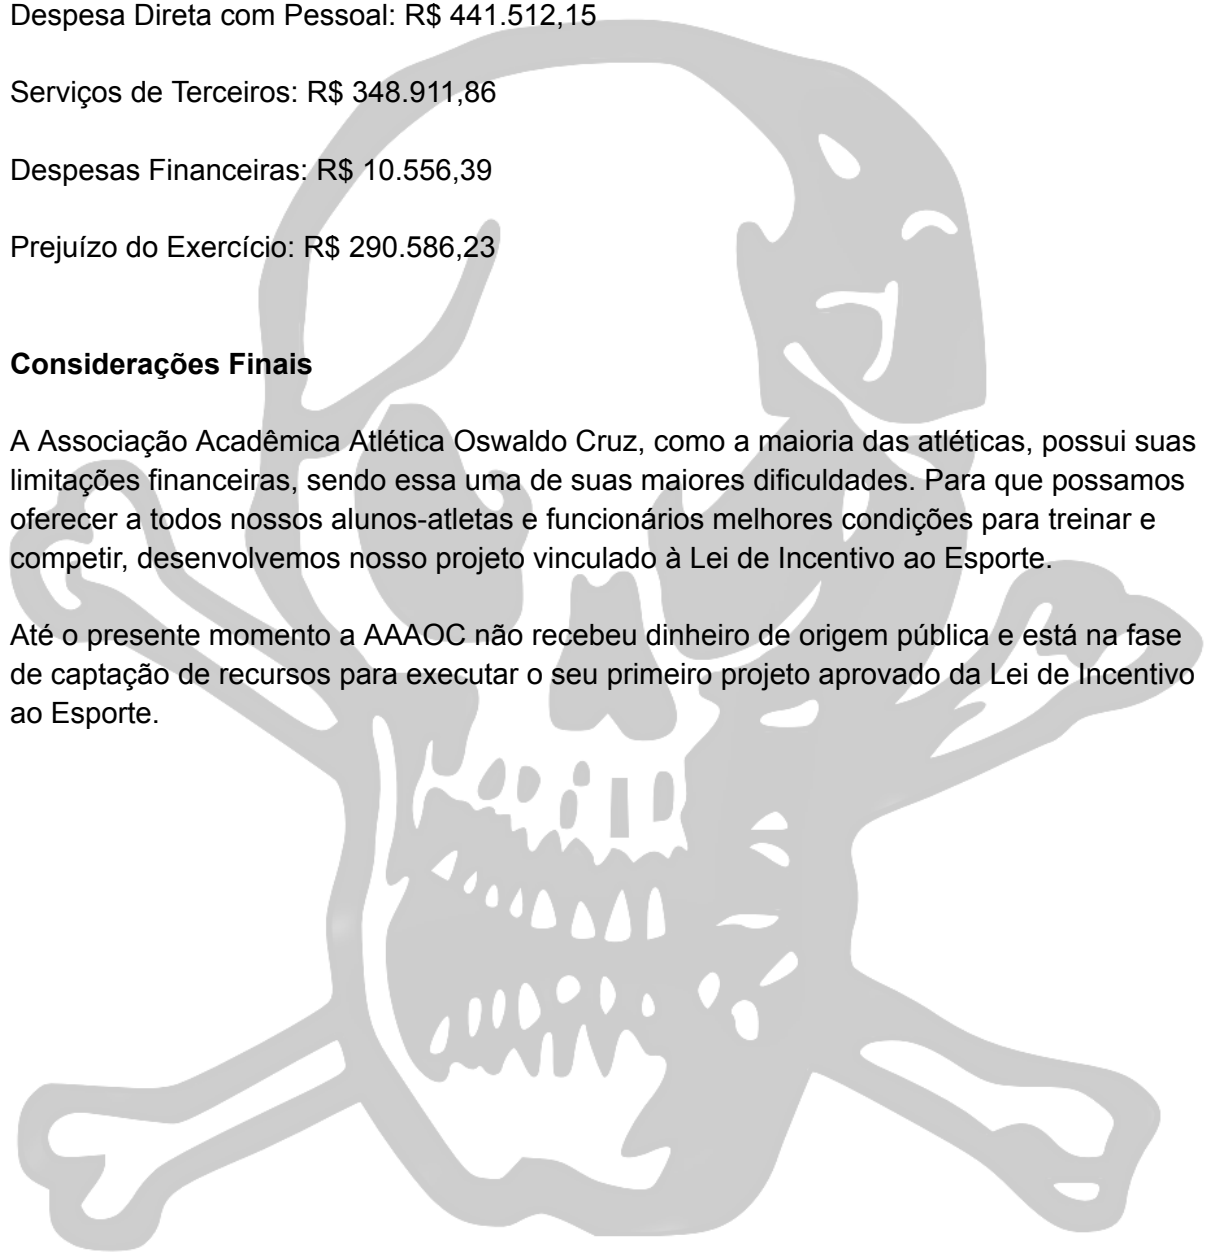 Despesa Direta com Pessoal: R$ 441.512,15
Serviços de Terceiros: R$ 348.911,86
Despesas Financeiras: R$ 10.556,39
Prejuízo do Exercício: R$ 290.586,23
Considerações Finais
A Associação Acadêmica Atlética Oswaldo Cruz, como a maioria das atléticas, possui suas
limitações financeiras, sendo essa uma de suas maiores dificuldades. Para que possamos
oferecer a todos nossos alunos-atletas e funcionários melhores condições para treinar e
competir, desenvolvemos nosso projeto vinculado à Lei de Incentivo ao Esporte.
Até o presente momento a AAAOC não recebeu dinheiro de origem pública e está na fase
de captação de recursos para executar o seu primeiro projeto aprovado da Lei de Incentivo
ao Esporte.